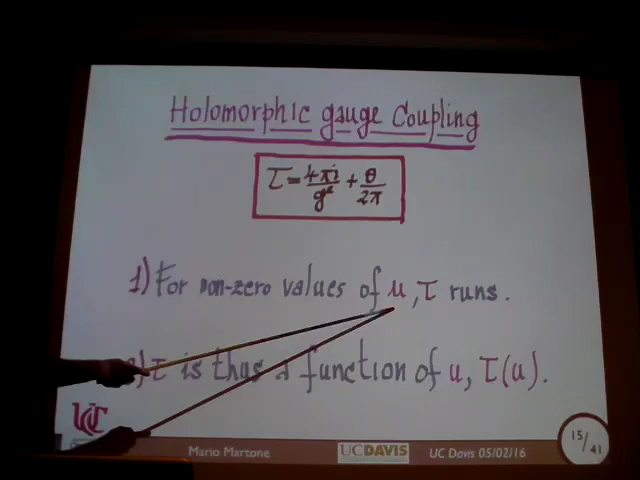 Holomorphic gauge Coupling
τ = 4πi/g² + θ/2π
1) For non-zero values of u, τ runs.
2) τ is thus a function of u, τ(u).
UC
15/41
Mario Martone
UCDAVIS
UC Davis 05/02/16